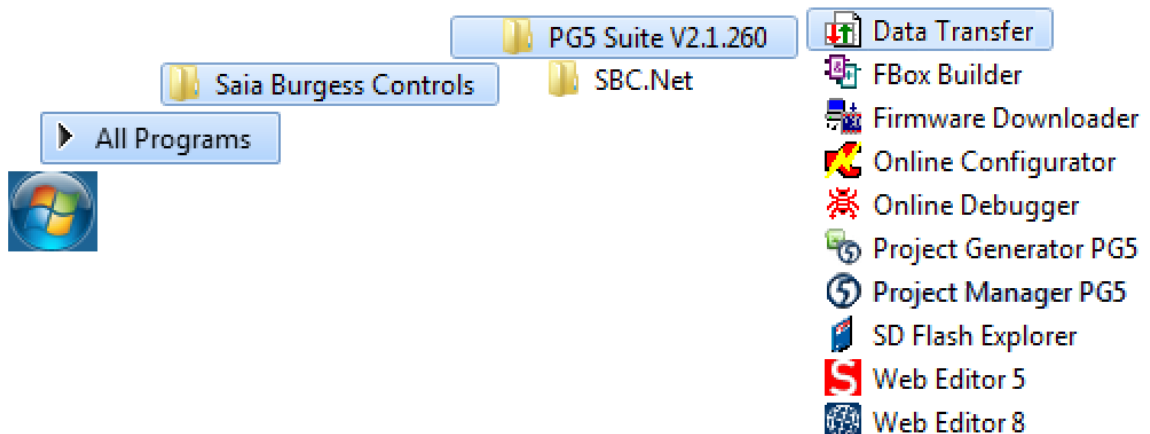 PG5 Suite V2.1.260
SBC.Net
Saia Burgess Controls
All Programs
Data Transfer
FBox Builder
Firmware Downloader
Online Configurator
Online Debugger
Project Generator PG5
Project Manager PG5
SD Flash Explorer
Web Editor 5
Web Editor 8